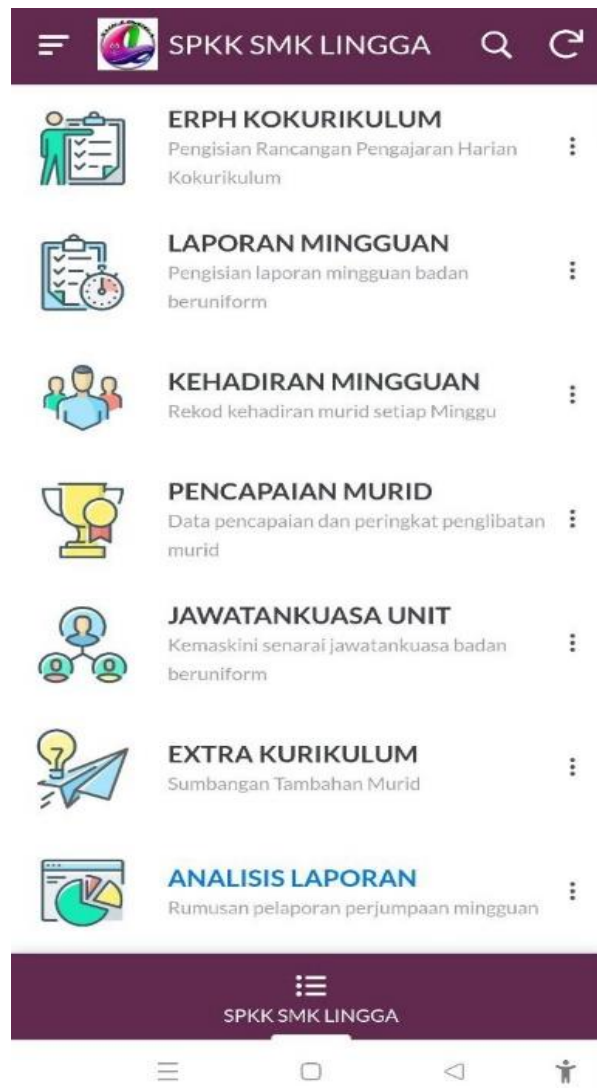 SPKK SMK LINGGA
ERPH KOKURIKULUM
Pengisian Rancangan Pengajaran Harian
Kokurikulum
LAPORAN MINGGUAN
Pengisian laporan mingguan badan
beruniform
KEHADIRAN MINGGUAN
Rekod kehadiran murid setiap Minggu
PENCAPAIAN MURID
Data pencapaian dan peringkat penglibatan
murid
JAWATANKUASA UNIT
Kemaskini senarai jawatankuasa badan
beruniform
EXTRA KURIKULUM
Sumbangan Tambahan Murid
ANALISIS LAPORAN
Rumusan pelaporan perjumpaan mingguan
SPKK SMK LINGGA